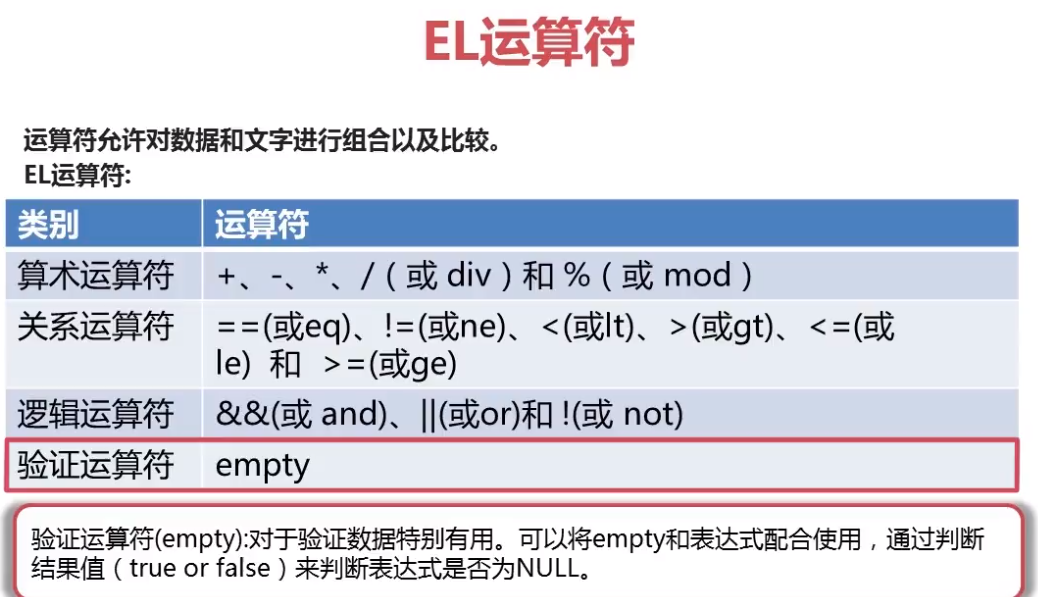 EL运算符
运算符允许对数据和文字进行组合以及比较。
EL运算符:
类别 运算符
算术运算符 +、-、*、/（或 div）和 %（或 mod）
关系运算符 ==(或eq)、!=(或ne)、<(或lt)、>(或gt)、<=(或
le) 和 >=(或ge)
逻辑运算符 &&(或 and)、||(或or)和 !(或 not)
验证运算符 empty
验证运算符(empty):对于验证数据特别有用。可以将empty和表达式配合使用，通过判断
结果值（true or false）来判断表达式是否为NULL。